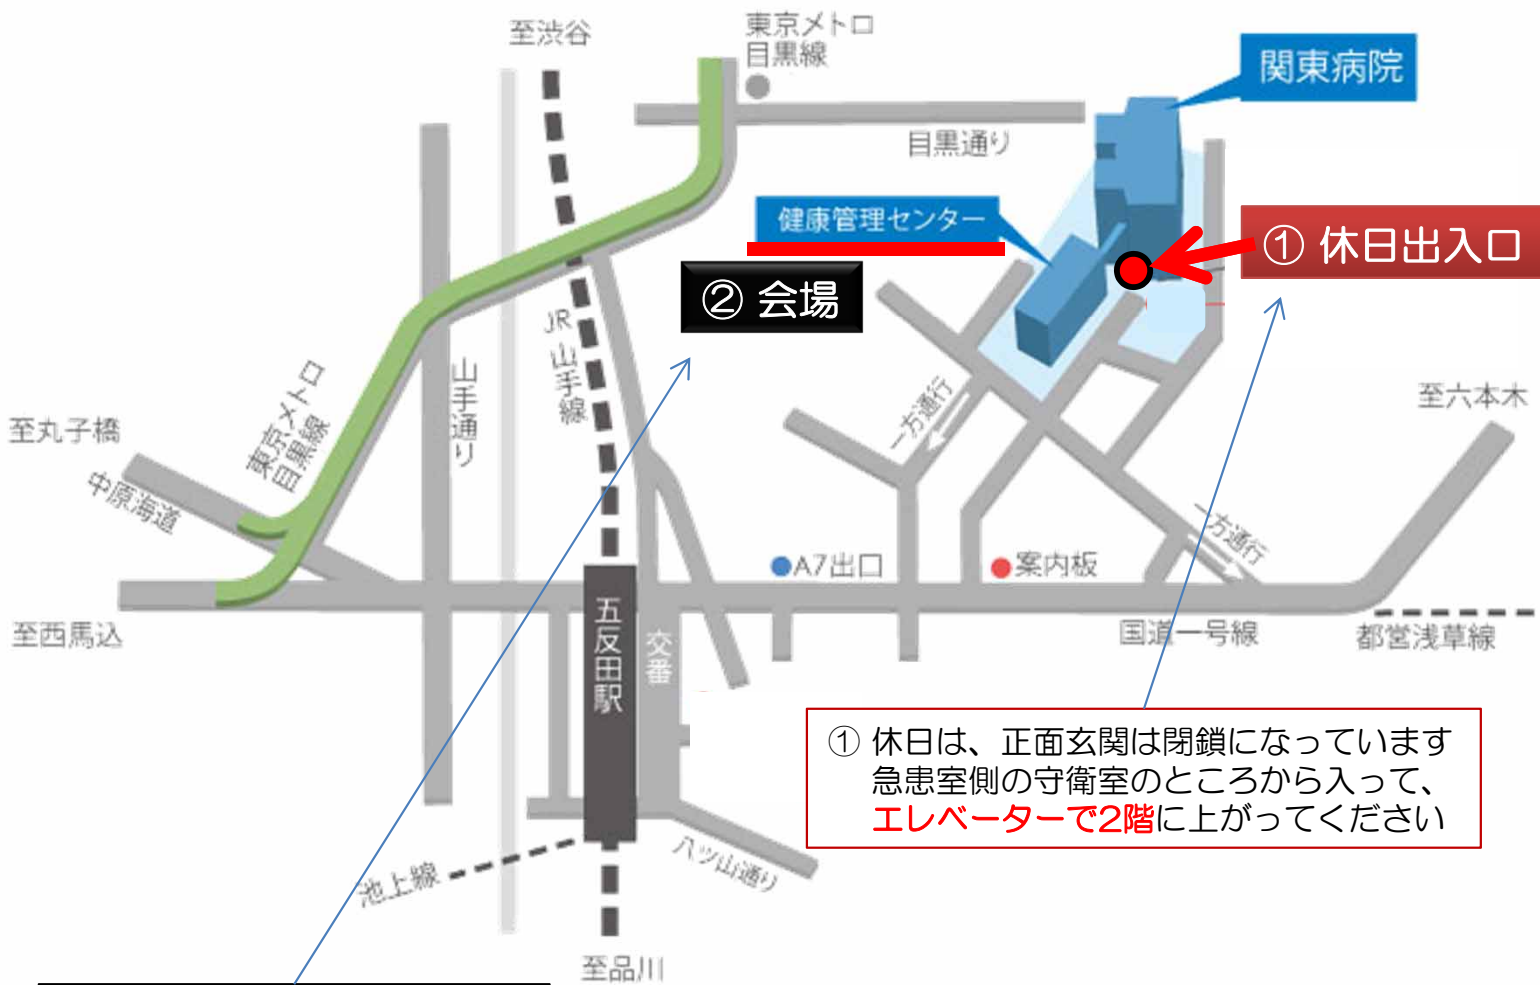 至渋谷
東京メトロ
目黒線
関東病院
目黒通り
健康管理センター
① 休日出入口
② 会場
JR
山手線
山手通り
東京メトロ
目黒線
至丸子橋
中原海道
一方通行
至六本木
一方通行
A7出口
案内板
至西馬込
五反田駅
交番
国道一号線
都営浅草線
① 休日は、正面玄関は閉鎖になっています
急患室側の守衛室のところから入って、
エレベーターで2階に上がってください
池上線
八ツ山通り
至品川